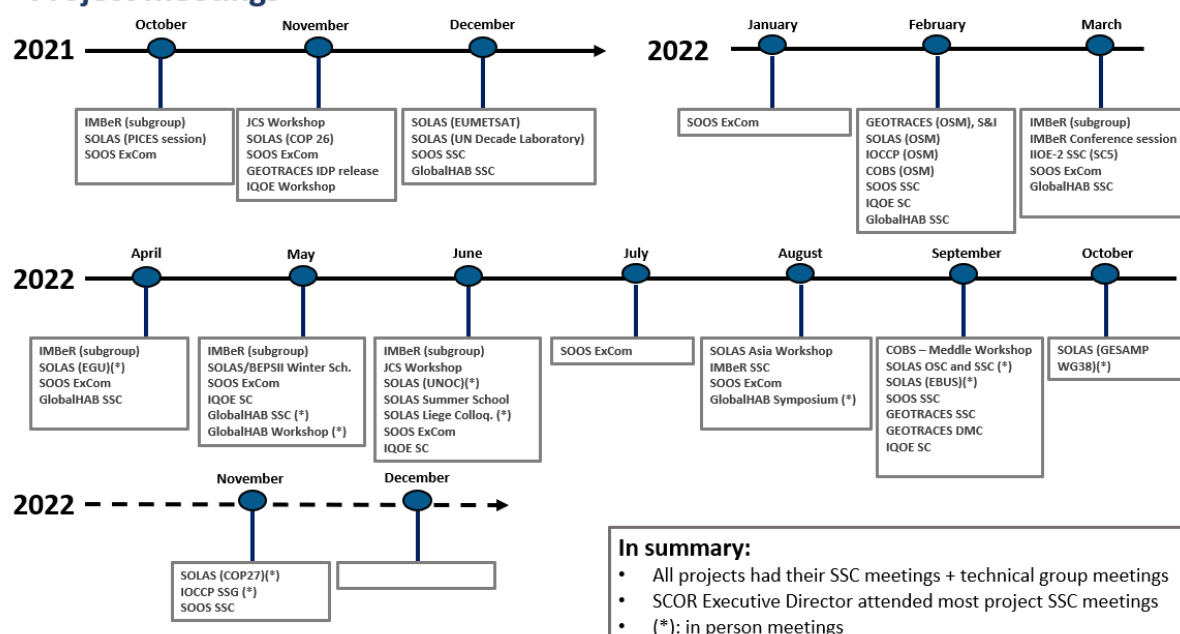 October
November
December
2021
IMBeR (subgroup)
SOLAS (PICES session)
SOOS ExCom
JCS Workshop
SOLAS (COP 26)
SOOS ExCom
GEOTRACES IDP release
IQOE Workshop
SOLAS (EUMETSAT)
SOLAS (UN Decade Laboratory)
SOOS SSC
GlobalHAB SSC
January
February
March
2022
SOOS ExCom
GEOTRACES (OSM), S&I
SOLAS (OSM)
IOCCP (OSM)
COBS (OSM)
SOOS SSC
IQOE SC
GlobalHAB SSC
IMBeR (subgroup)
IMBeR Conference session
IIOE-2 SSC (SC5)
SOOS ExCom
GlobalHAB SSC
April
May
June
July
August
September
October
2022
IMBeR (subgroup)
SOLAS (EGU)(*)
SOOS ExCom
GlobalHAB SSC
IMBeR (subgroup)
SOLAS/BEPSII Winter Sch.
SOOS ExCom
IQOE SC
GlobalHAB SSC (*)
GlobalHAB Workshop (*)
IMBeR (subgroup)
JCS Workshop
SOLAS (UNOC)(*)
SOLAS Summer School
SOLAS Liege Colloq. (*)
SOOS ExCom
IQOE SC
SOOS ExCom
SOLAS Asia Workshop
IMBeR SSC
SOOS ExCom
GlobalHAB Symposium (*)
COBS – Meddle Workshop
SOLAS OSC and SSC (*)
SOLAS (EBUS)(*)
SOOS SSC
GEOTRACES SSC
GEOTRACES DMC
IQOE SC
SOLAS (GESAMP
WG38)(*)
November
December
2022
SOLAS (COP27)(*)
IOCCP SSG (*)
SOOS SSC
In summary:
• All projects had their SSC meetings + technical group meetings
• SCOR Executive Director attended most project SSC meetings
• (*): in person meetings